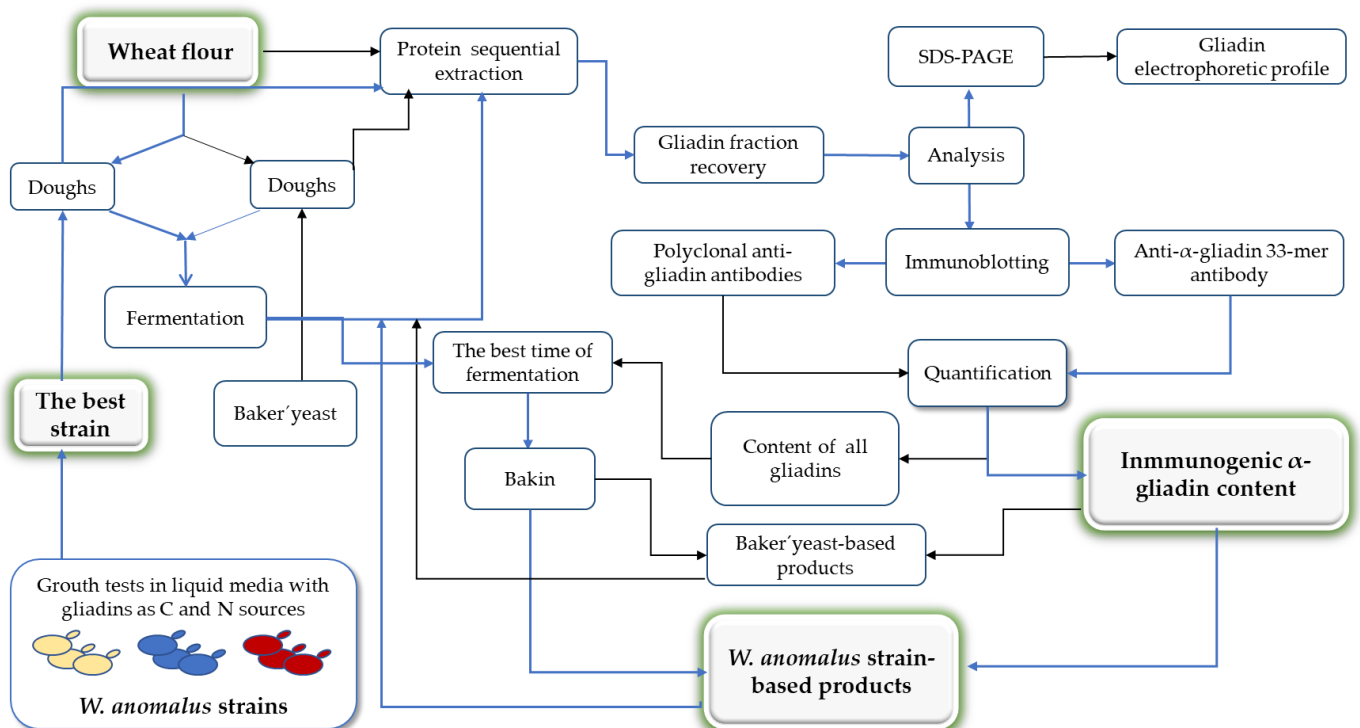 Wheat flour
Protein sequential
extraction
SDS-PAGE
Gliadin
electrophoretic profile
Doughs
Doughs
Gliadin fraction
recovery
Analysis
Polyclonal anti-
gliadin antibodies
Immunoblotting
Anti-α-gliadin 33-mer
antibody
Fermentation
The best time of
fermentation
Quantification
The best
strain
Baker´yeast
Content of all
gliadins
Inmmunogenic α-
gliadin content
Bakin
Baker´yeast-based
products
Grouth tests in liquid media with
gliadins as C and N sources
W. anomalus strains
W. anomalus strain-
based products